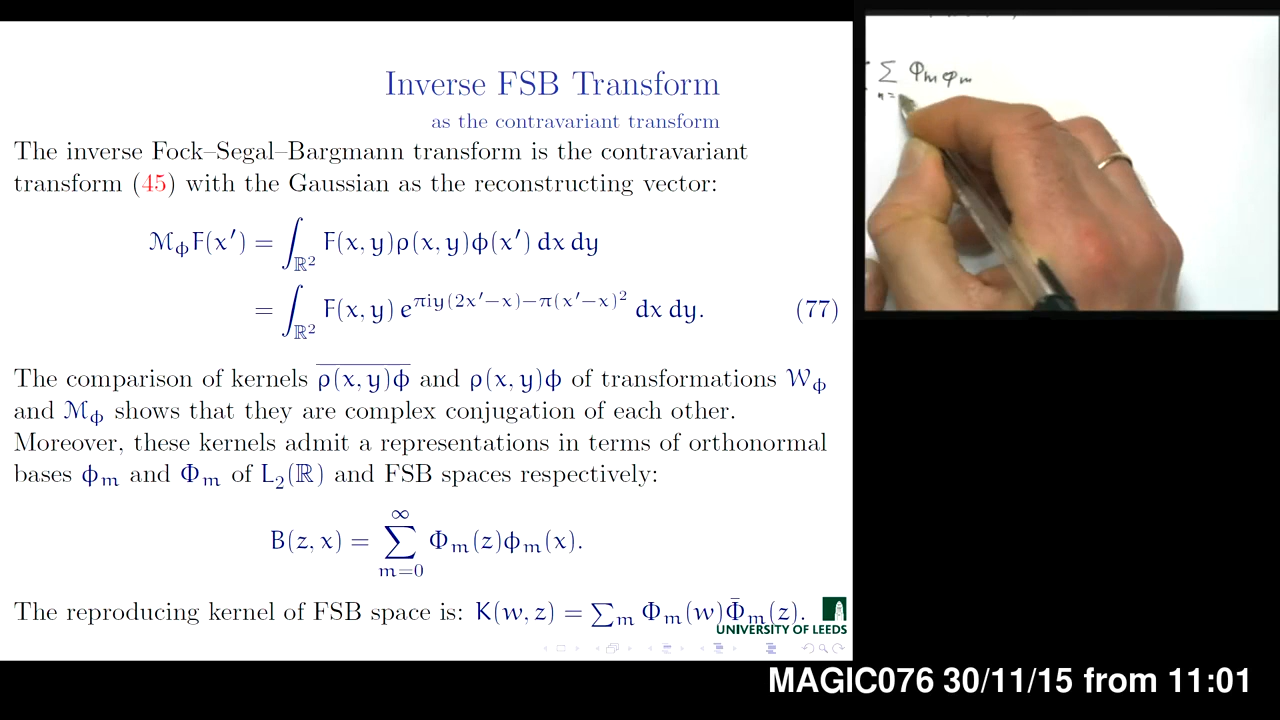 Inverse FSB Transform
as the contravariant transform
The inverse Fock–Segal–Bargmann transform is the contravariant
transform (45) with the Gaussian as the reconstructing vector:
ℳ_ϕF(x′) = ∫_ℝ² F(x, y)ρ(x, y)ϕ(x′) dx dy
= ∫_ℝ² F(x, y) e^{πiy(2x′−x)−π(x′−x)²} dx dy. (77)
The comparison of kernels \overline{ρ(x, y)ϕ} and ρ(x, y)ϕ of transformations 𝒲_ϕ
and ℳ_ϕ shows that they are complex conjugation of each other.
Moreover, these kernels admit a representations in terms of orthonormal
bases ϕ_m and Φ_m of L₂(ℝ) and FSB spaces respectively:
B(z, x) = ∑_{m=0}^{∞} Φ_m(z)ϕ_m(x).
The reproducing kernel of FSB space is: K(w, z) = ∑_m Φ_m(w)Φ̄_m(z).
UNIVERSITY OF LEEDS
∑ Φ_m φ_m
n=
MAGIC076 30/11/15 from 11:01